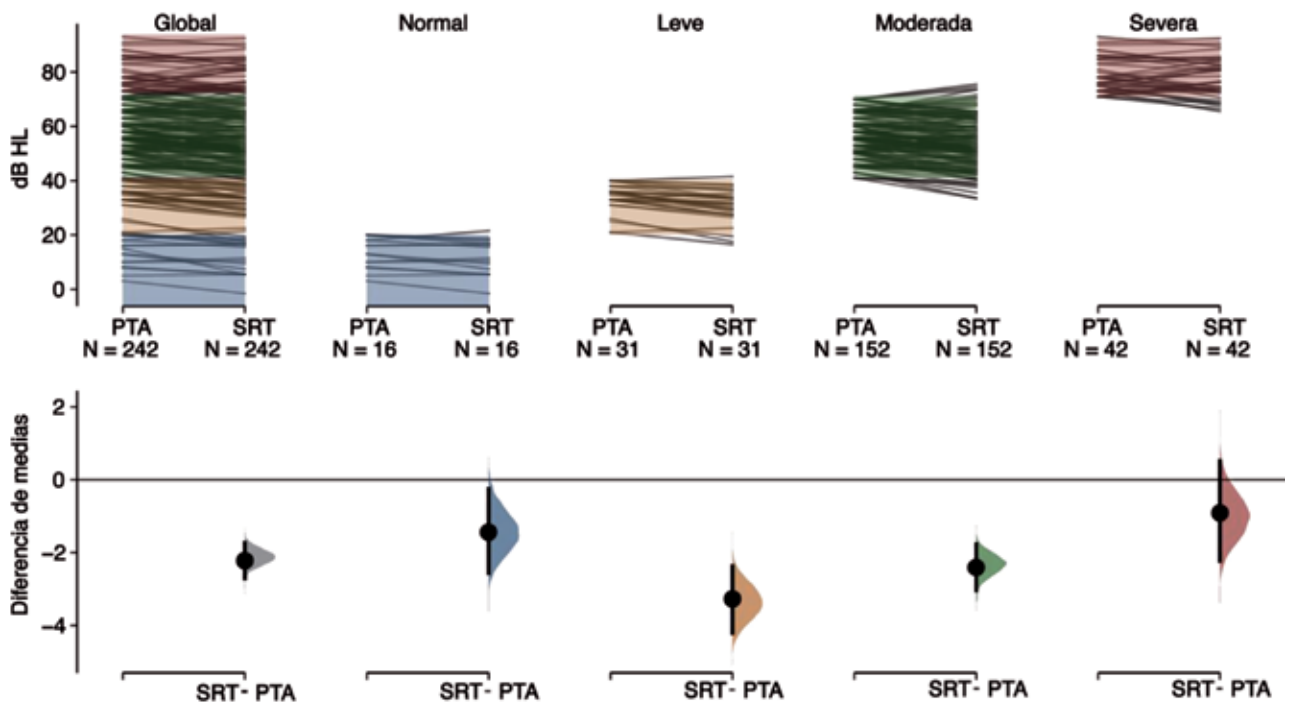 Global Normal Leve Moderada Severa
dB HL
80
60
40
20
0
PTA SRT PTA SRT PTA SRT PTA SRT PTA SRT
N = 242 N = 242 N = 16 N = 16 N = 31 N = 31 N = 152 N = 152 N = 42 N = 42
Diferencia de medias
2
0
−2
−4
SRT- PTA SRT- PTA SRT- PTA SRT- PTA SRT- PTA